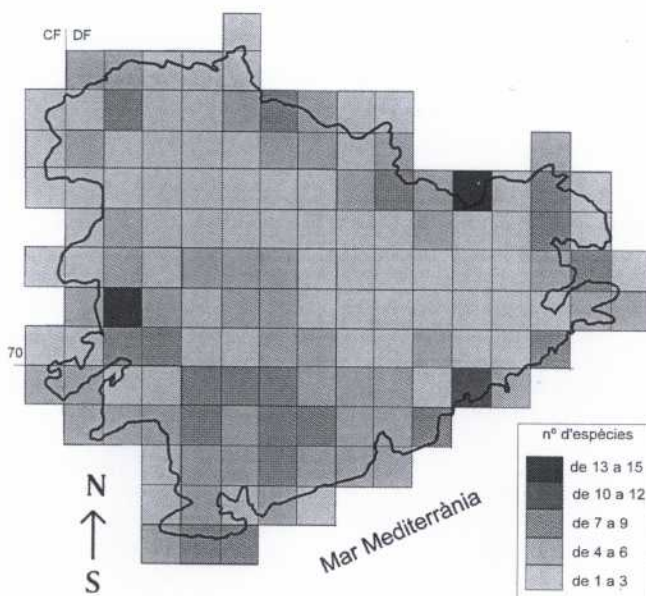 CF DF
70
nº d'espècies
de 13 a 15
de 10 a 12
de 7 a 9
de 4 a 6
de 1 a 3
Mar Mediterrània
N
S